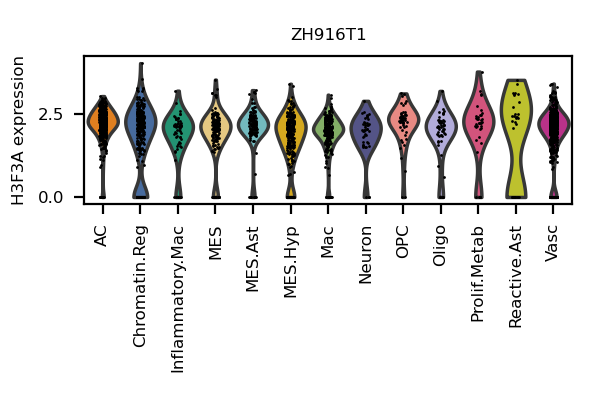 ZH916T1
H3F3A expression
2.5
0.0
AC
Chromatin.Reg
Inflammatory.Mac
MES
MES.Ast
MES.Hyp
Mac
Neuron
OPC
Oligo
Prolif.Metab
Reactive.Ast
Vasc